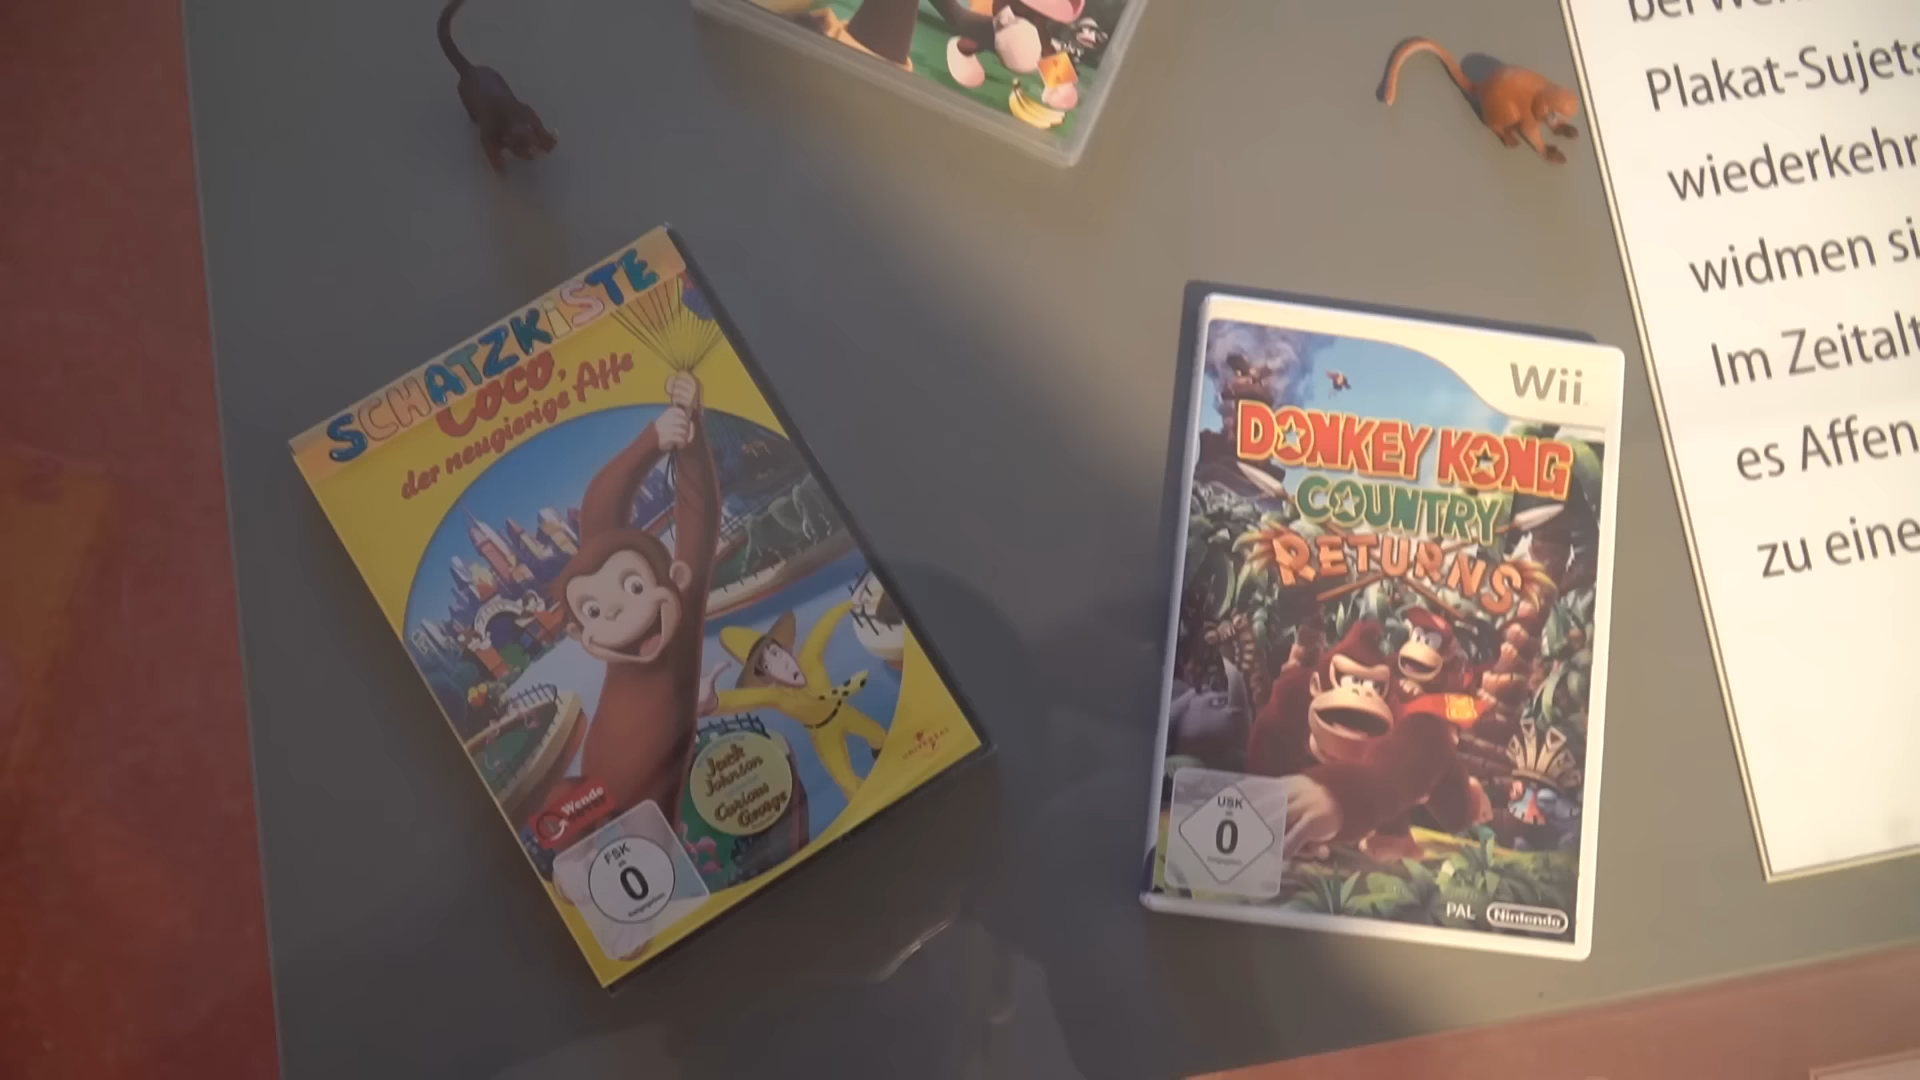 Plakat-Sujets
wiederkehr
widmen si
Im Zeitalt
es Affen
zu eine
SCHATZKiSTE
Coco,
der neugierige Affe
Jack
Johnson
Curious
George
Wende
FSK
0
UNIVERSAL
Wii
DONKEY KONG
COUNTRY
RETURNS
USK
0
PAL
Nintendo